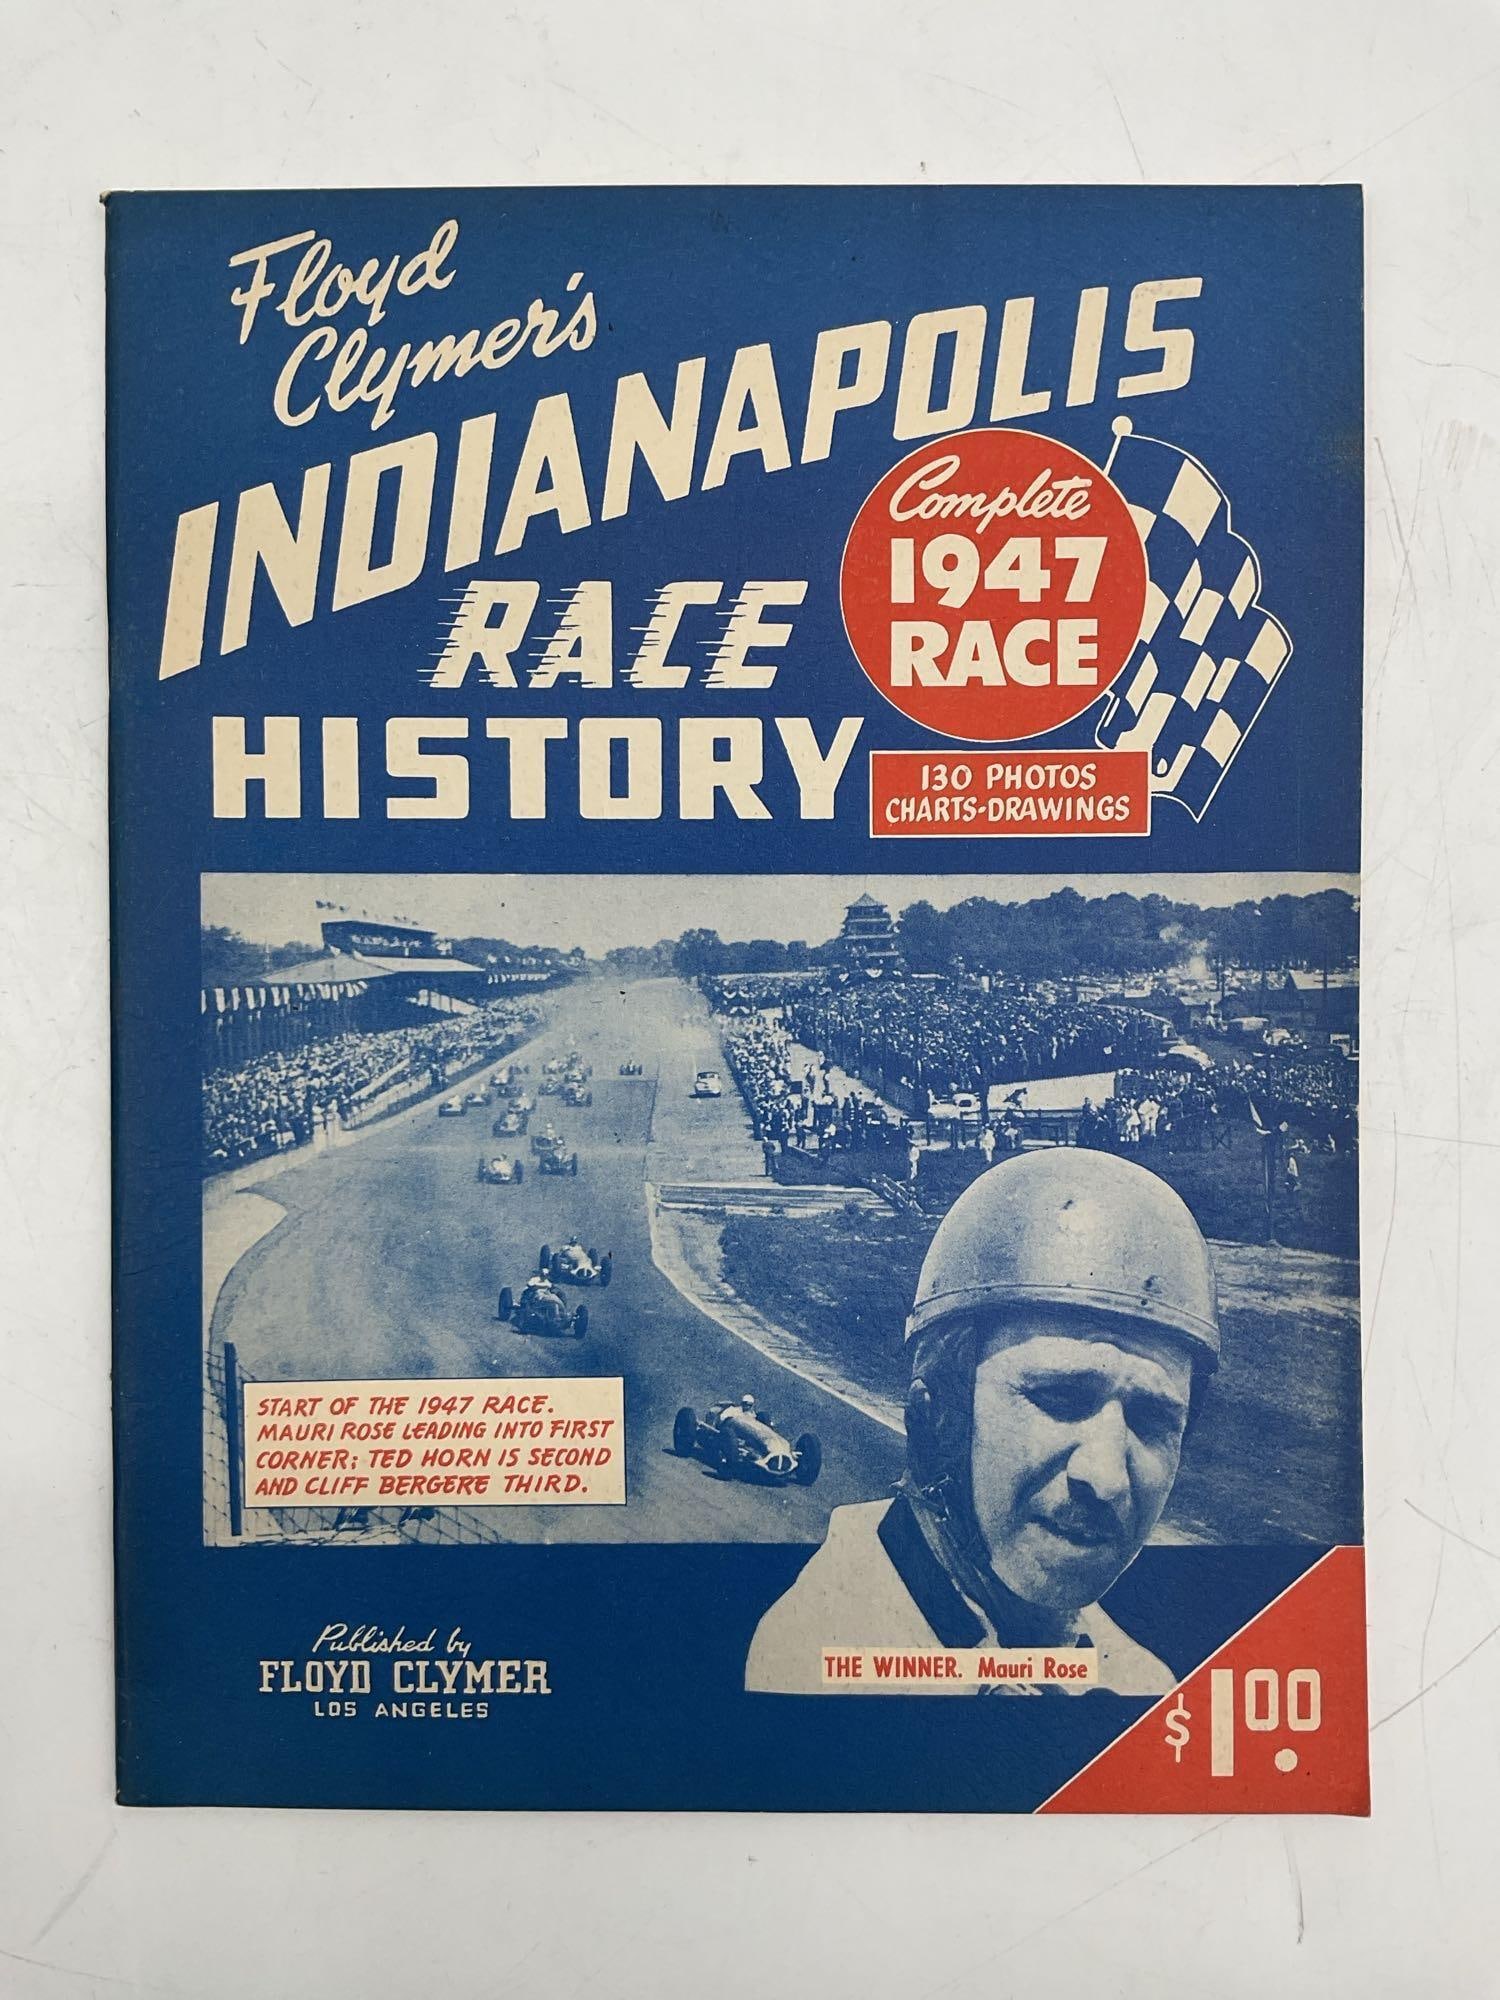 Floyd
Clymer's
INDIANAPOLIS
RACE
HISTORY
Complete
1947
RACE
130 PHOTOS
CHARTS-DRAWINGS
START OF THE 1947 RACE.
MAURI ROSE LEADING INTO FIRST
CORNER; TED HORN IS SECOND
AND CLIFF BERGERE THIRD.
Published by
FLOYD CLYMER
LOS ANGELES
THE WINNER. Mauri Rose
$1.00